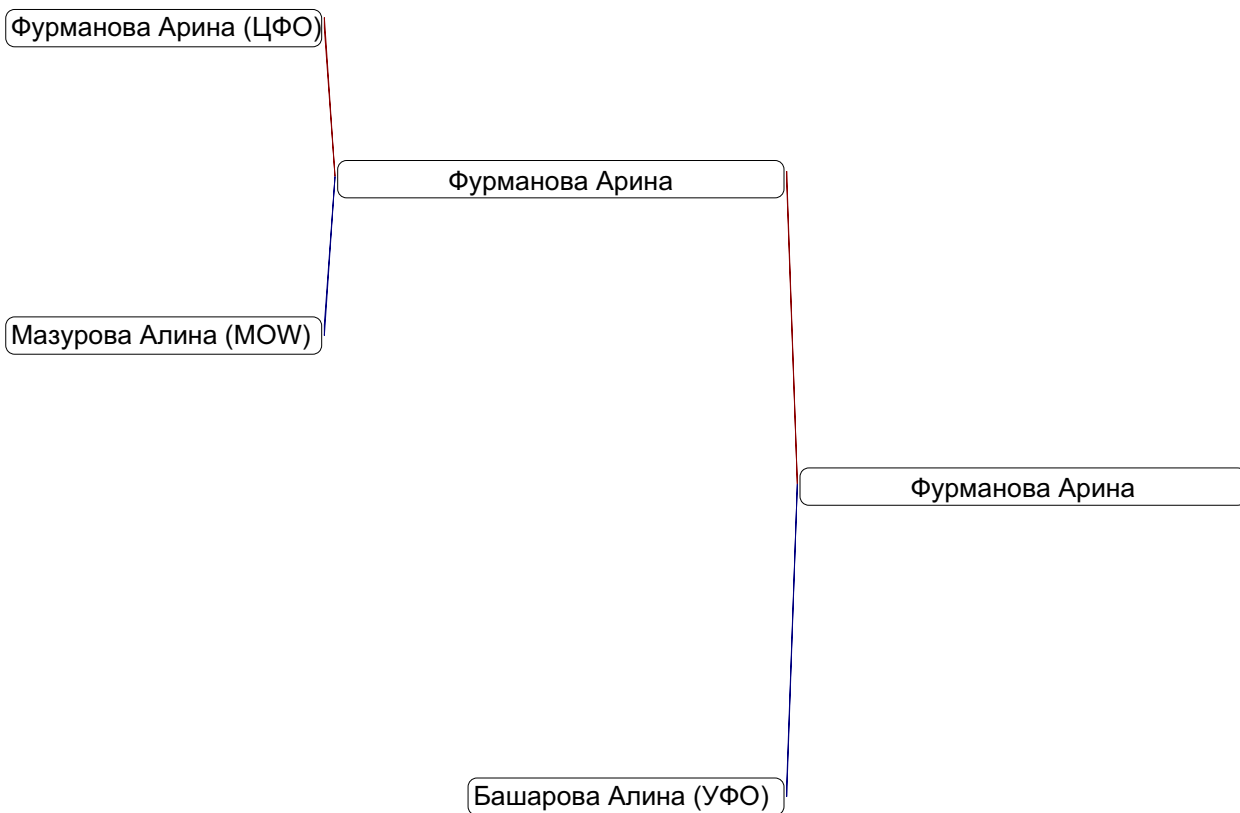 Фурманова Арина (ЦФО)
Фурманова Арина
Мазурова Алина (MOW)
Фурманова Арина
Башарова Алина (УФО)